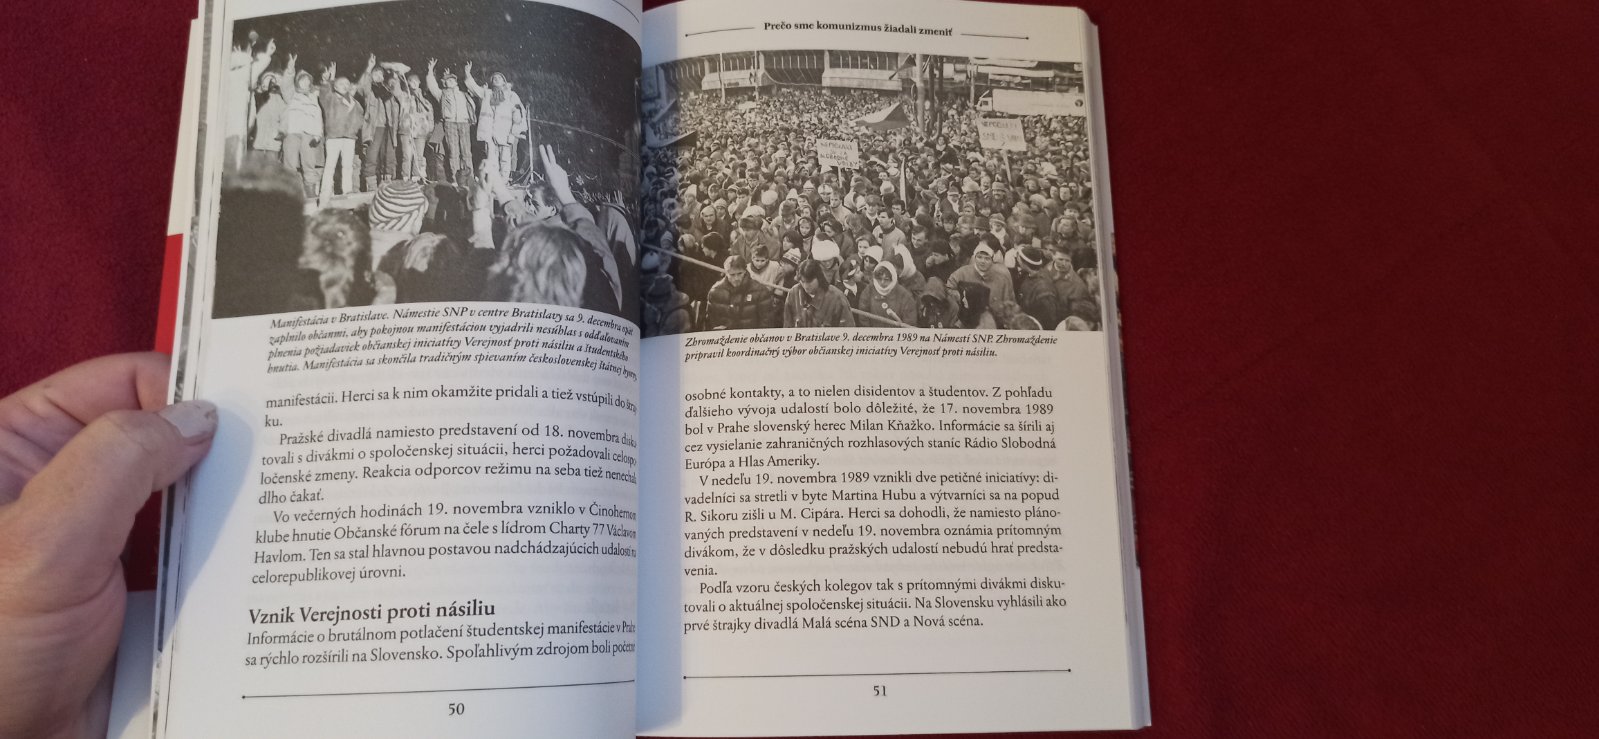 Manifestácia v Bratislave. Námestie SNP v centre Bratislavy sa 9. decembra opäť
zaplnilo občanmi, aby pokojnou manifestáciou vyjadrili nesúhlas s odďaľovaním
plnenia požiadaviek občianskej iniciatívy Verejnosť proti násiliu a študentského
hnutia. Manifestácia sa skončila tradičným spievaním československej štátnej hymny.
manifestácii. Herci sa k nim okamžite pridali a tiež vstúpili do štraj-
ku.
Pražské divadlá namiesto predstavení od 18. novembra disku-
tovali s divákmi o spoločenskej situácii, herci požadovali celospo-
ločenské zmeny. Reakcia odporcov režimu na seba tiež nenechala
dlho čakať.
Vo večerných hodinách 19. novembra vzniklo v Činohernom
klube hnutie Občanské fórum na čele s lídrom Charty 77 Václavom
Havlom. Ten sa stal hlavnou postavou nadchádzajúcich udalostí na
celorepublikovej úrovni.
Vznik Verejnosti proti násiliu
Informácie o brutálnom potlačení študentskej manifestácie v Prahe
sa rýchlo rozšírili na Slovensko. Spoľahlivým zdrojom boli početné
50
Prečo sme komunizmus žiadali zmeniť
Zhromaždenie občanov v Bratislave 9. decembra 1989 na Námestí SNP. Zhromaždenie
pripravil koordinačný výbor občianskej iniciatívy Verejnosť proti násiliu.
osobné kontakty, a to nielen disidentov a študentov. Z pohľadu
ďalšieho vývoja udalostí bolo dôležité, že 17. novembra 1989
bol v Prahe slovenský herec Milan Kňažko. Informácie sa šírili aj
cez vysielanie zahraničných rozhlasových staníc Rádio Slobodná
Európa a Hlas Ameriky.
V nedeľu 19. novembra 1989 vznikli dve petičné iniciatívy: di-
vadelníci sa stretli v byte Martina Hubu a výtvarníci sa na popud
R. Sikoru zišli u M. Cipára. Herci sa dohodli, že namiesto pláno-
vaných predstavení v nedeľu 19. novembra oznámia prítomným
divákom, že v dôsledku pražských udalostí nebudú hrať predsta-
venia.
Podľa vzoru českých kolegov tak s prítomnými divákmi disku-
tovali o aktuálnej spoločenskej situácii. Na Slovensku vyhlásili ako
prvé štrajky divadlá Malá scéna SND a Nová scéna.
51